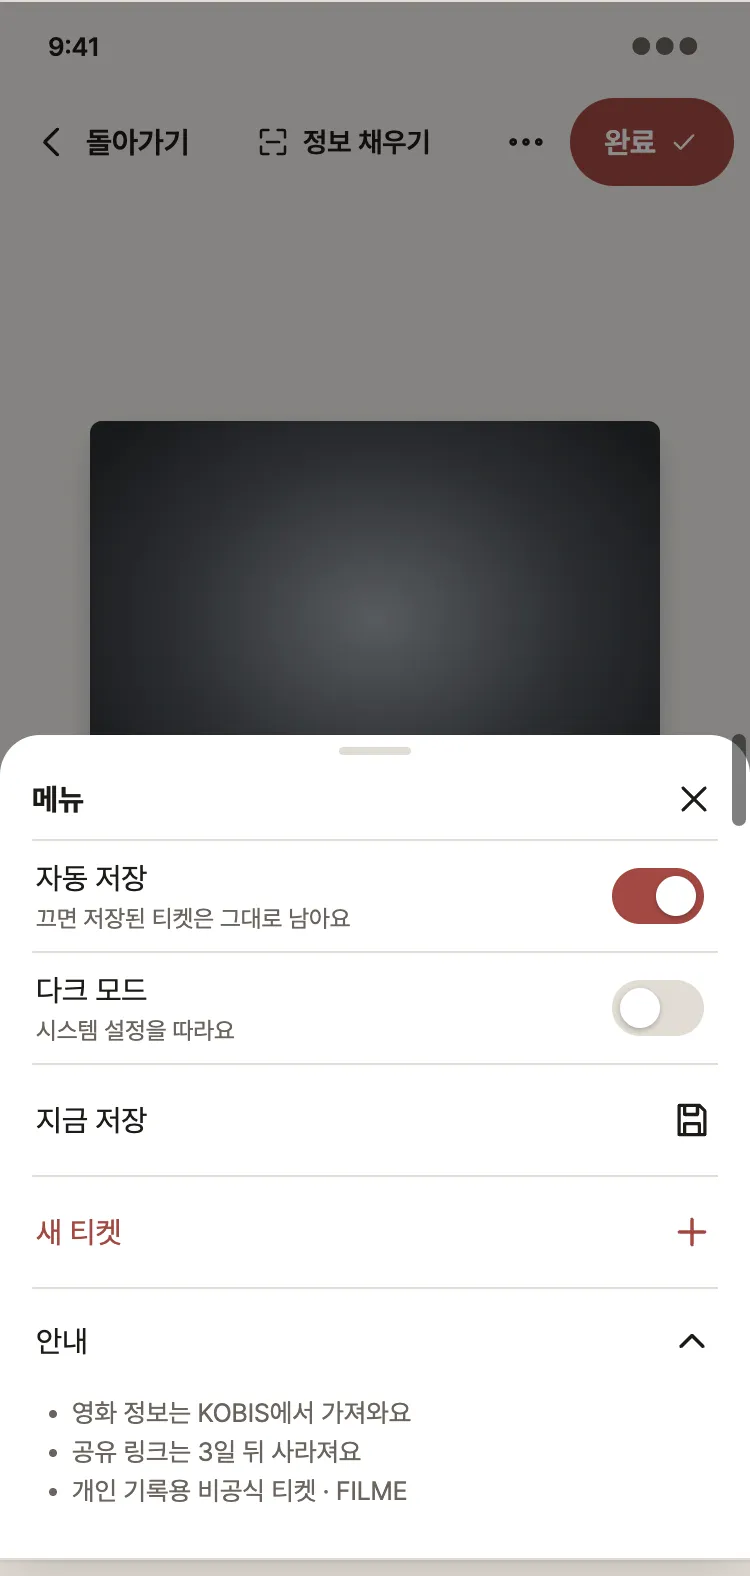 9:41
돌아가기
정보 채우기
완료
메뉴
자동 저장
끄면 저장된 티켓은 그대로 남아요
다크 모드
시스템 설정을 따라요
지금 저장
새 티켓
안내
• 영화 정보는 KOBIS에서 가져와요
• 공유 링크는 3일 뒤 사라져요
• 개인 기록용 비공식 티켓 · FILME